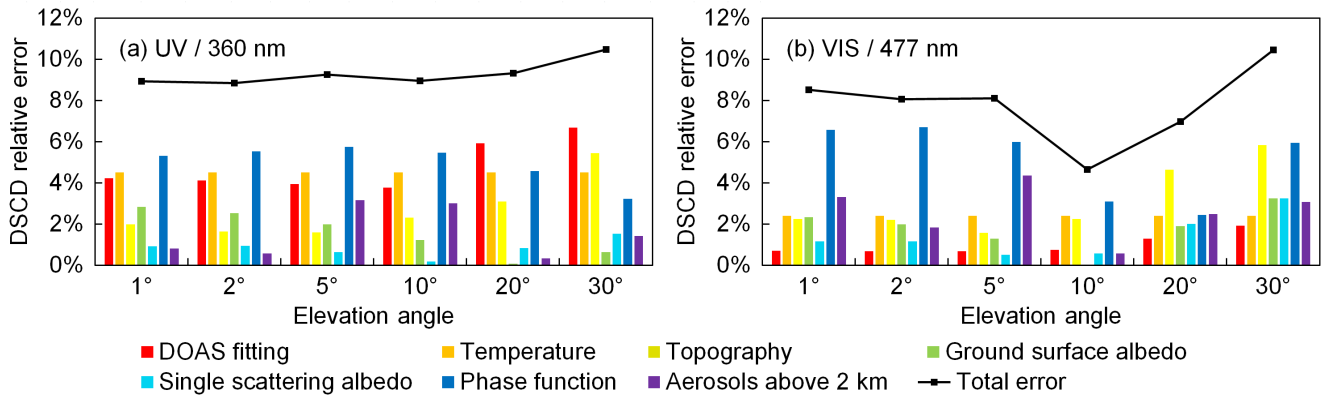 12%
10%
8%
6%
4%
2%
0%
DSCD relative error
(a) UV / 360 nm
1° 2° 5° 10° 20° 30°
Elevation angle
12%
10%
8%
6%
4%
2%
0%
DSCD relative error
(b) VIS / 477 nm
1° 2° 5° 10° 20° 30°
Elevation angle
DOAS fitting Temperature Topography Ground surface albedo
Single scattering albedo Phase function Aerosols above 2 km Total error